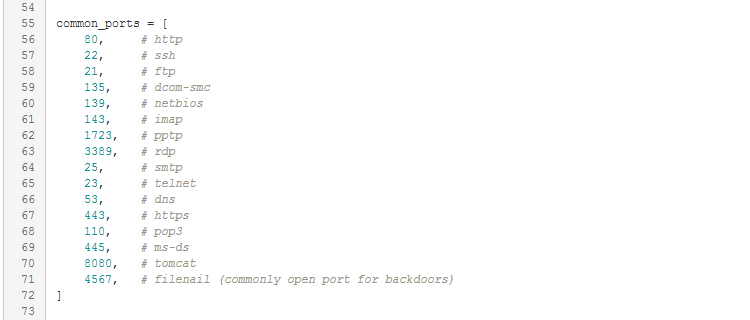 54
55 common_ports = [
56     80,     # http
57     22,     # ssh
58     21,     # ftp
59     135,    # dcom-smc
60     139,    # netbios
61     143,    # imap
62     1723,   # pptp
63     3389,   # rdp
64     25,     # smtp
65     23,     # telnet
66     53,     # dns
67     443,    # https
68     110,    # pop3
69     445,    # ms-ds
70     8080,   # tomcat
71     4567,   # filenail (commonly open port for backdoors)
72 ]
73